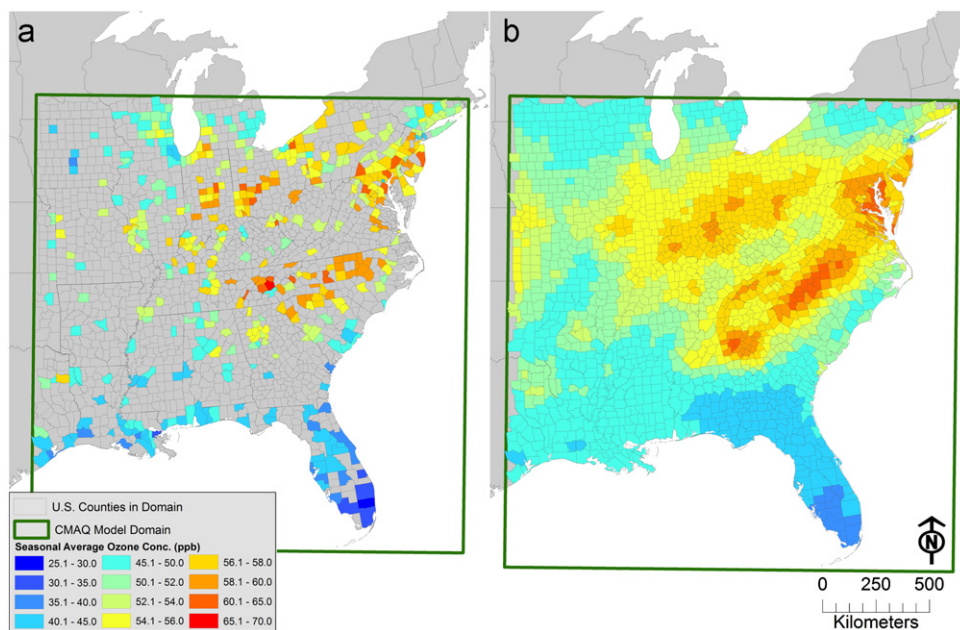 a
b
U.S. Counties in Domain
CMAQ Model Domain
Seasonal Average Ozone Conc. (ppb)
25.1 - 30.0
45.1 - 50.0
56.1 - 58.0
30.1 - 35.0
50.1 - 52.0
58.1 - 60.0
35.1 - 40.0
52.1 - 54.0
60.1 - 65.0
40.1 - 45.0
54.1 - 56.0
65.1 - 70.0
N
0 250 500
Kilometers